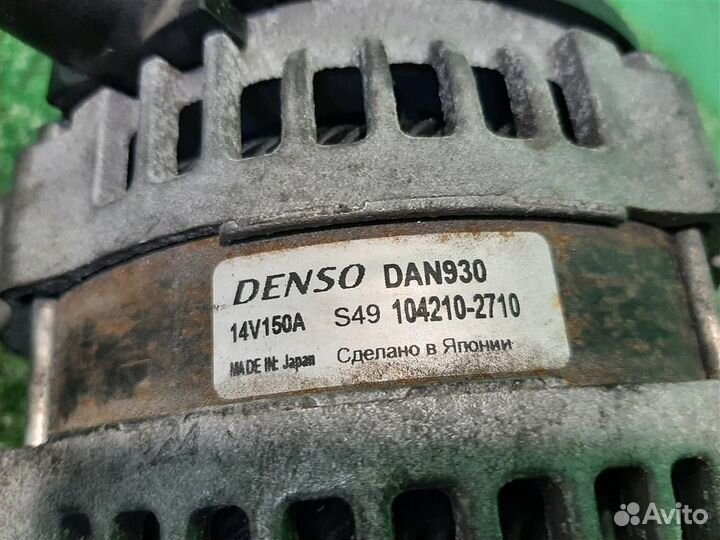 DENSO DAN930
14V150A S49 104210-2710
MADE IN: Japan Сделано в Японии
Avito